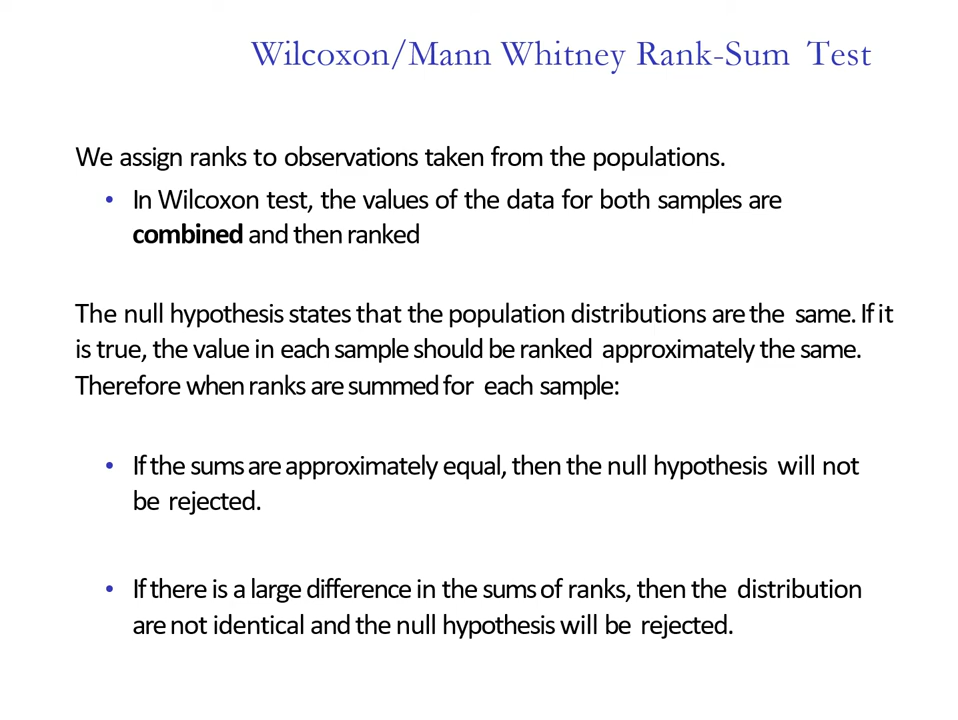 Wilcoxon/Mann Whitney Rank-Sum Test
We assign ranks to observations taken from the populations.
• In Wilcoxon test, the values of the data for both samples are
combined and then ranked
The null hypothesis states that the population distributions are the same. If it
is true, the value in each sample should be ranked approximately the same.
Therefore when ranks are summed for each sample:
• If the sums are approximately equal, then the null hypothesis will not
be rejected.
• If there is a large difference in the sums of ranks, then the distribution
are not identical and the null hypothesis will be rejected.